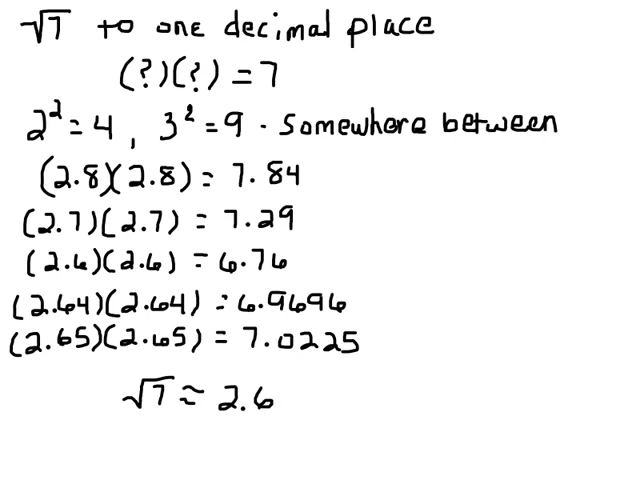 √7 to one decimal place
(?)(?) = 7
2² = 4, 3² = 9 - somewhere between
(2.8)(2.8) = 7.84
(2.7)(2.7) = 7.29
(2.6)(2.6) = 6.76
(2.64)(2.64) = 6.9696
(2.65)(2.65) = 7.0225
√7 ≈ 2.6